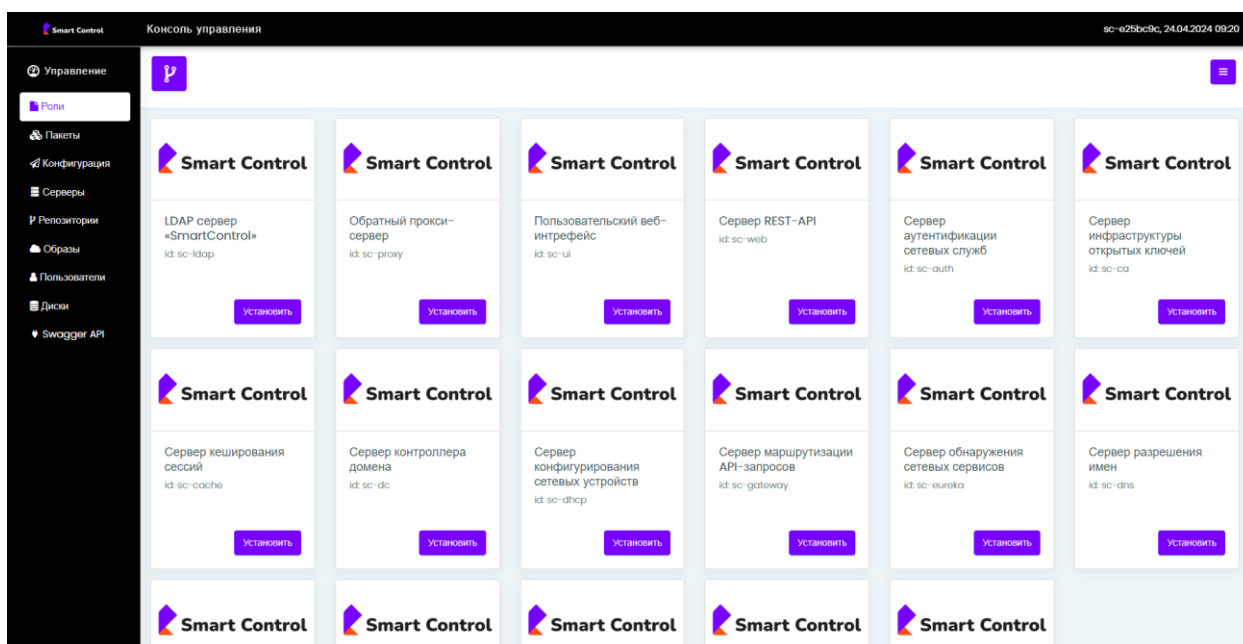 Smart Control
Консоль управления
sc-e25bc9c, 24.04.2024 09:20
Управление
Роли
Пакеты
Конфигурация
Серверы
Репозитории
Образы
Пользователи
Диски
Swagger API
Smart Control
Smart Control
Smart Control
Smart Control
Smart Control
Smart Control
LDAP сервер
«SmartControl»
id: sc-ldap
Установить
Обратный прокси-
сервер
id: sc-proxy
Установить
Пользовательский веб-
интрефейс
id: sc-ui
Установить
Сервер REST-API
id: sc-web
Установить
Сервер
аутентификации
сетевых служб
id: sc-auth
Установить
Сервер
инфраструктуры
открытых ключей
id: sc-ca
Установить
Smart Control
Smart Control
Smart Control
Smart Control
Smart Control
Smart Control
Сервер кеширования
сессий
id: sc-cache
Установить
Сервер контроллера
домена
id: sc-dc
Установить
Сервер
конфигурирования
сетевых устройств
id: sc-dhcp
Установить
Сервер маршрутизации
API-запросов
id: sc-gateway
Установить
Сервер обнаружения
сетевых сервисов
id: sc-eureka
Установить
Сервер разрешения
имен
id: sc-dns
Установить
Smart Control
Smart Control
Smart Control
Smart Control
Smart Control